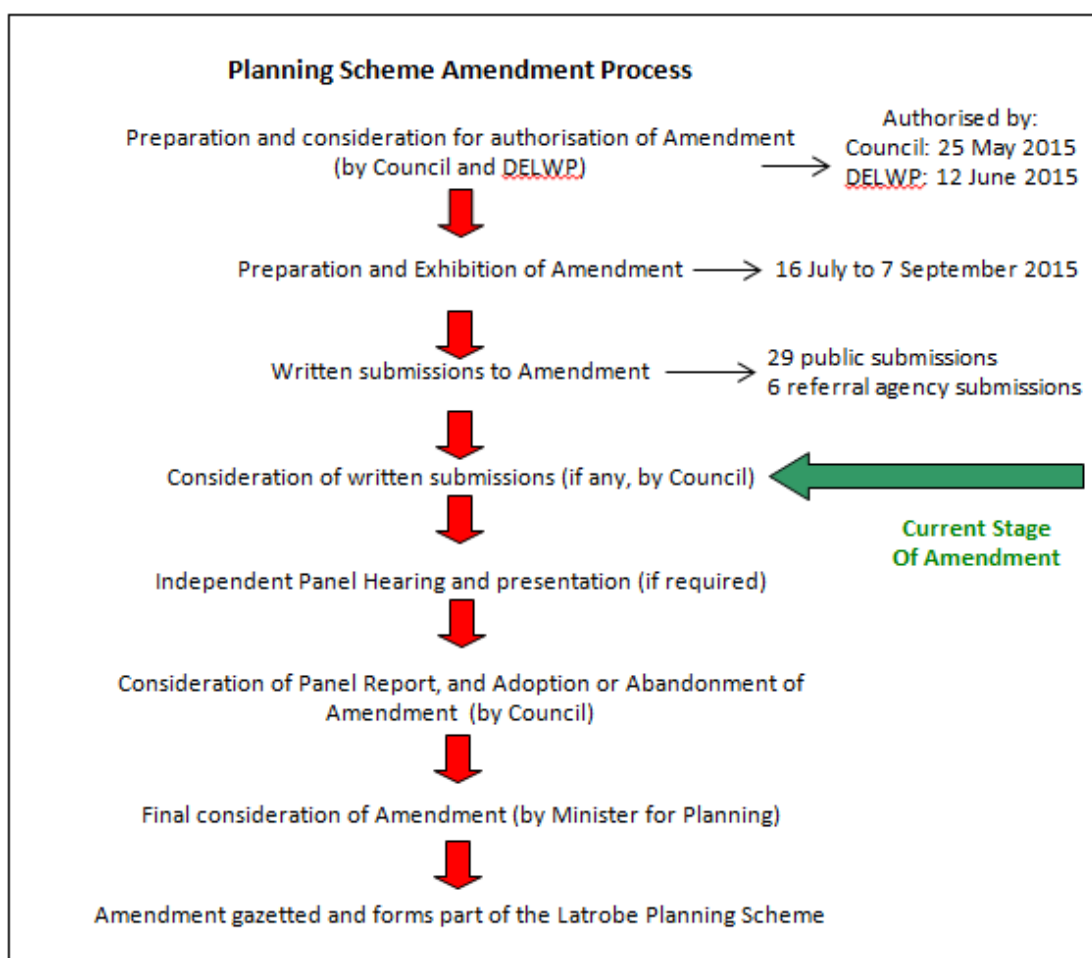 Planning Scheme Amendment Process
Preparation and consideration for authorisation of Amendment
(by Council and DELWP)
Authorised by:
Council: 25 May 2015
DELWP: 12 June 2015
Preparation and Exhibition of Amendment
16 July to 7 September 2015
Written submissions to Amendment
29 public submissions
6 referral agency submissions
Consideration of written submissions (if any, by Council)
Current Stage
Of Amendment
Independent Panel Hearing and presentation (if required)
Consideration of Panel Report, and Adoption or Abandonment of
Amendment (by Council)
Final consideration of Amendment (by Minister for Planning)
Amendment gazetted and forms part of the Latrobe Planning Scheme